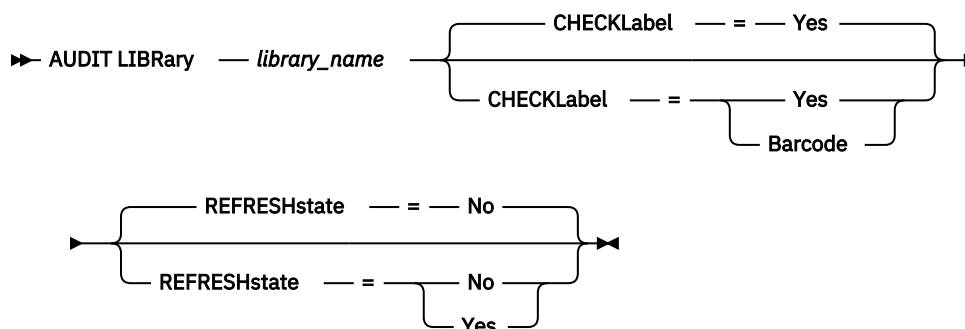 CHECKLabel = Yes
AUDIT LIBRary library_name
CHECKLabel = Yes
Barcode
REFRESHstate = No
REFRESHstate = No
Yes